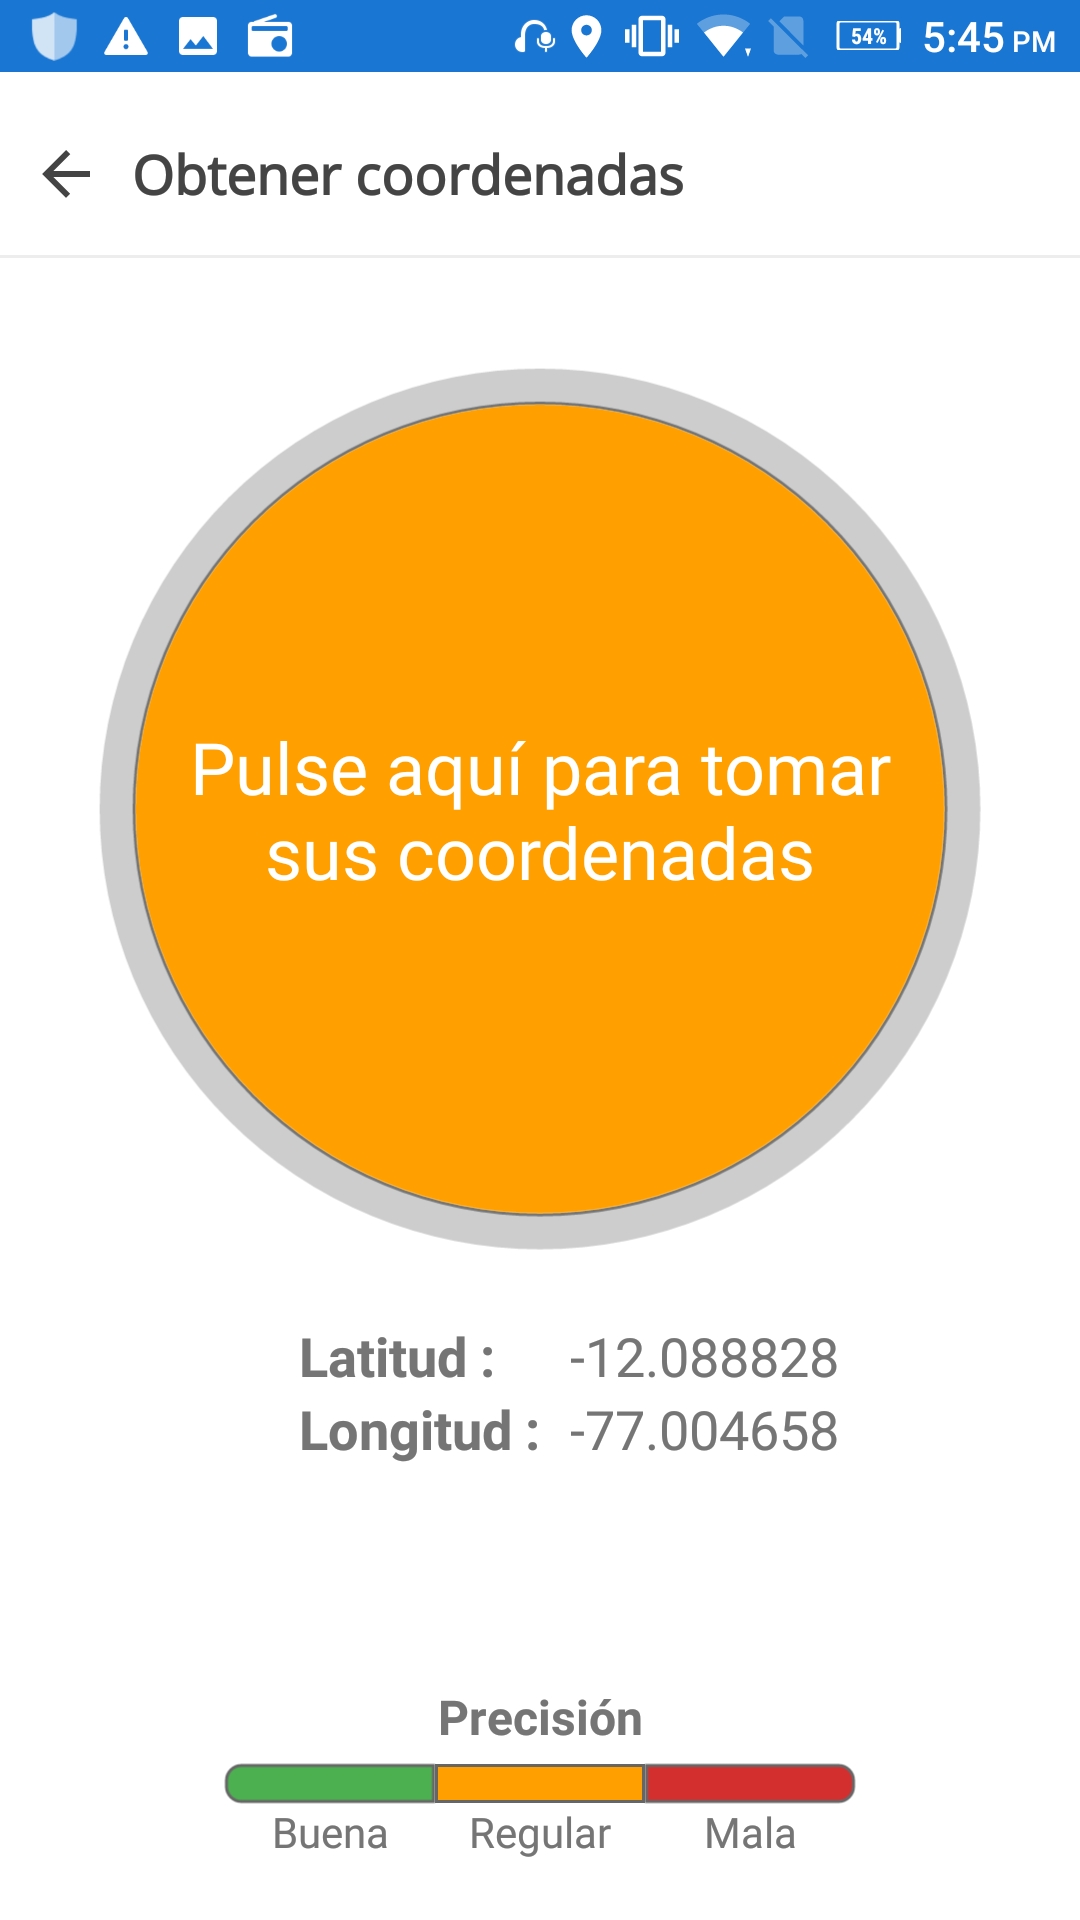 54% 5:45 PM
Obtener coordenadas
Pulse aquí para tomar
sus coordenadas
Latitud : -12.088828
Longitud : -77.004658
Precisión
Buena Regular Mala